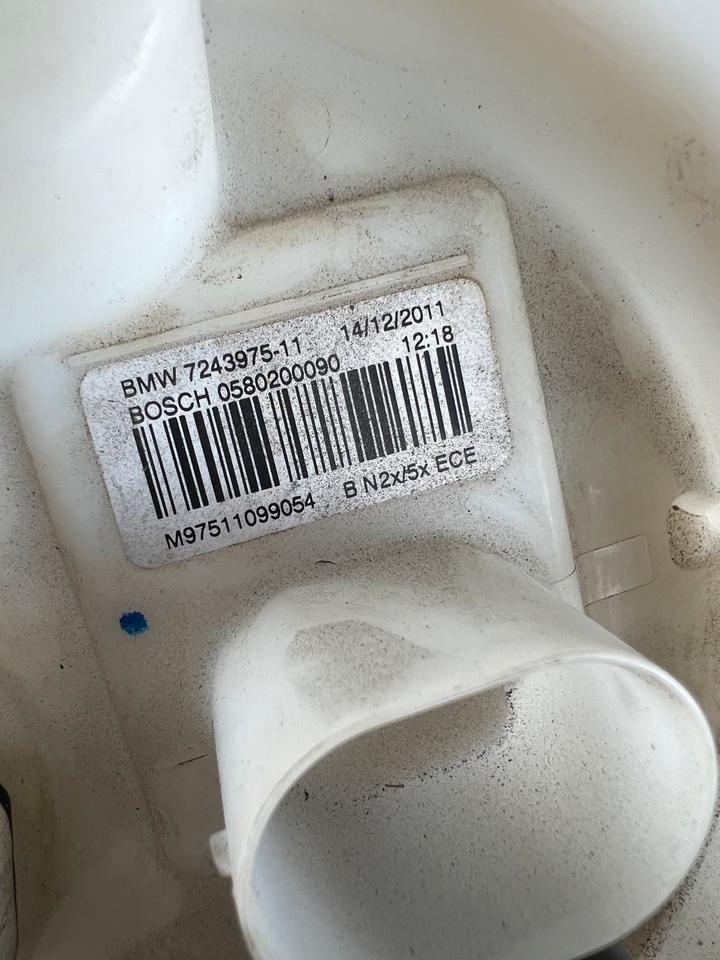 BMW 7243975-11 14/12/2011
BOSCH 0580200090 12:18
M97511099054 B N2x/5x ECE